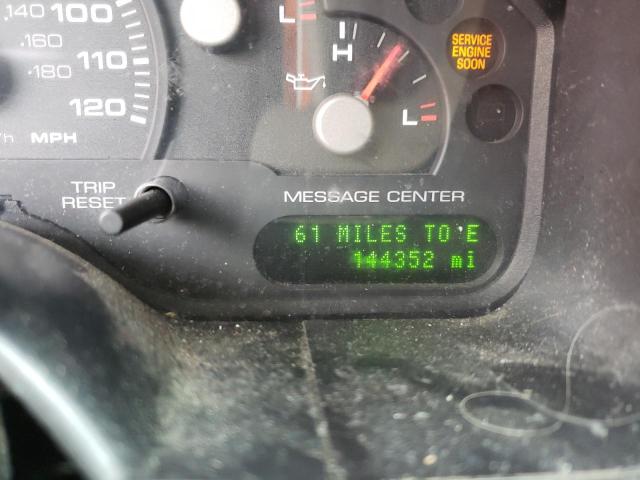 140
100
160
110
180
120
MPH
L
H
L
SERVICE
ENGINE
SOON
TRIP
RESET
MESSAGE CENTER
61 MILES TO E
144352 mi